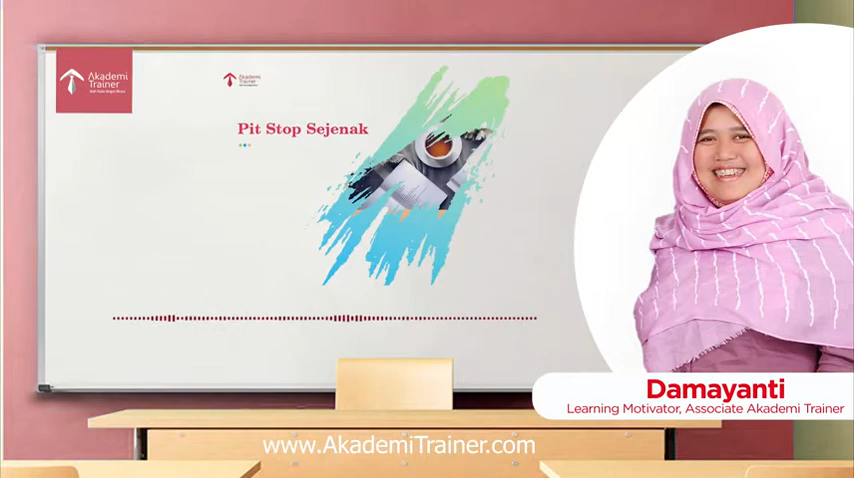 Akademi
Trainer
Akademi
Trainer
Pit Stop Sejenak
Damayanti
Learning Motivator, Associate Akademi Trainer
www.AkademiTrainer.com